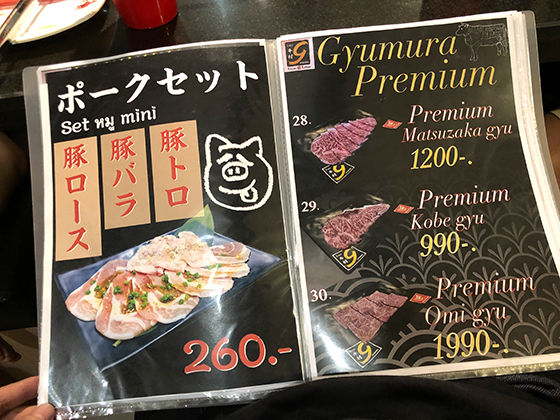 ポークセット
Set หมู mini
豚トロ
豚バラ
豚ロース
260.-
Gyumura
Premium
28.
Premium
Matsuzaka gyu
1200-.
29.
Premium
Kobe gyu
990-.
30.
Premium
Omi gyu
1990-.